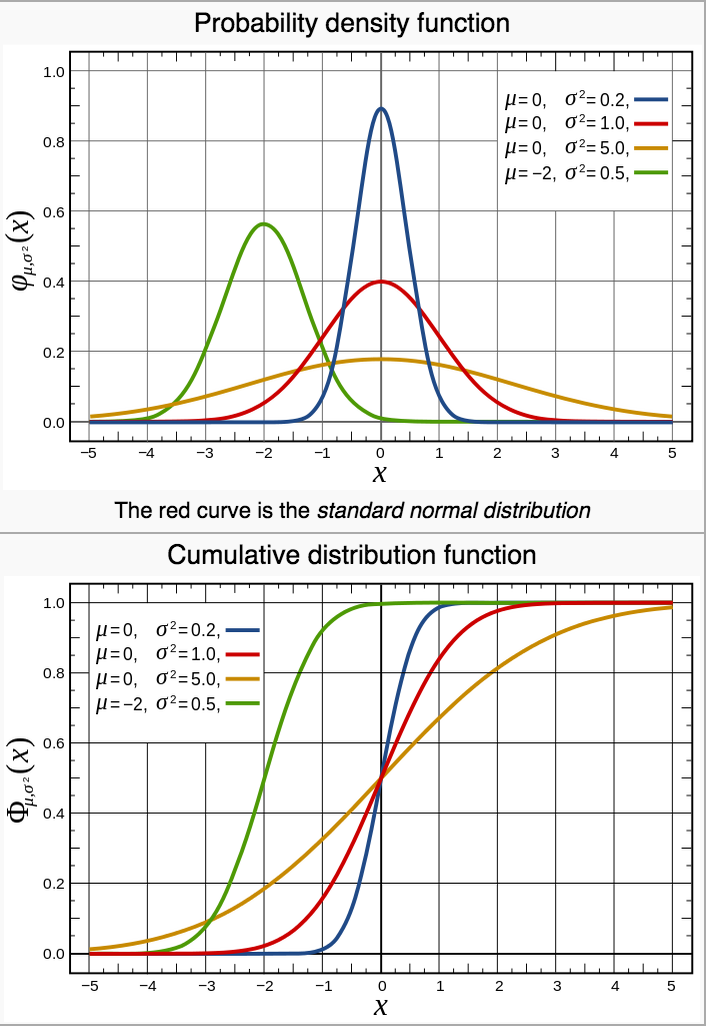 Probability density function
1.0
0.8
0.6
0.4
0.2
0.0
φμ,σ²(x)
μ=0, σ²=0.2,
μ=0, σ²=1.0,
μ=0, σ²=5.0,
μ=−2, σ²=0.5,
−5 −4 −3 −2 −1 0 1 2 3 4 5
x
The red curve is the standard normal distribution
Cumulative distribution function
1.0
0.8
0.6
0.4
0.2
0.0
Φμ,σ²(x)
μ=0, σ²=0.2,
μ=0, σ²=1.0,
μ=0, σ²=5.0,
μ=−2, σ²=0.5,
−5 −4 −3 −2 −1 0 1 2 3 4 5
x